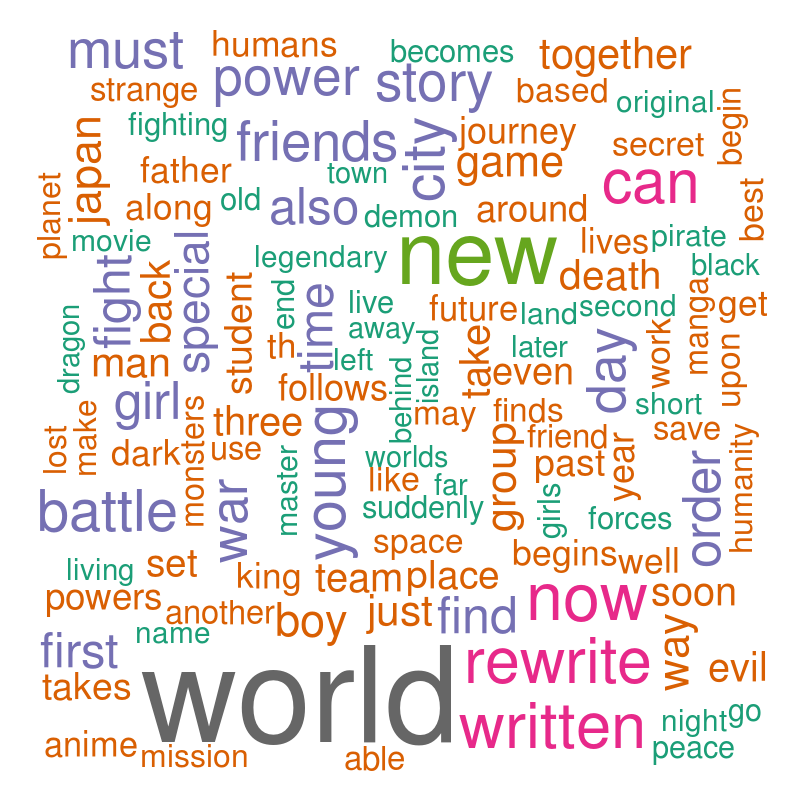 must
humans
becomes
together
strange
power
story
based
original
begin
japan
fighting
friends
city
journey
game
secret
planet
father
town
can
along
old
also
demon
around
best
movie
legendary
new
lives
pirate
black
fight
back
special
student
end
time
live
away
future
land
second
death
manga
get
dragon
man
th
left
behind
island
take
later
even
day
work
upon
girl
follows
three
may
finds
short
save
lost
make
dark
monsters
use
master
young
worlds
like
far
suddenly
group
friend
past
year
order
humanity
battle
war
girls
forces
space
begins
well
living
set
king
team
place
powers
another
boy
just
find
now
soon
name
first
rewrite
way
evil
takes
world
written
night
go
anime
mission
able
peace